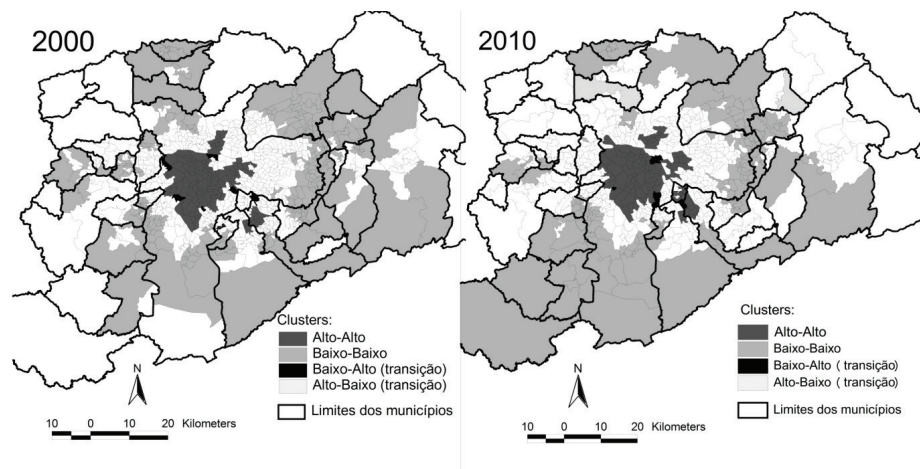 2000
Clusters:
Alto-Alto
Baixo-Baixo
Baixo-Alto (transição)
Alto-Baixo (transição)
Limites dos municípios
N
10 0 10 20 Kilometers
2010
Clusters:
Alto-Alto
Baixo-Baixo
Baixo-Alto ( transição)
Alto-Baixo ( transição)
Limites dos municípios
N
10 0 10 20 Kilometers